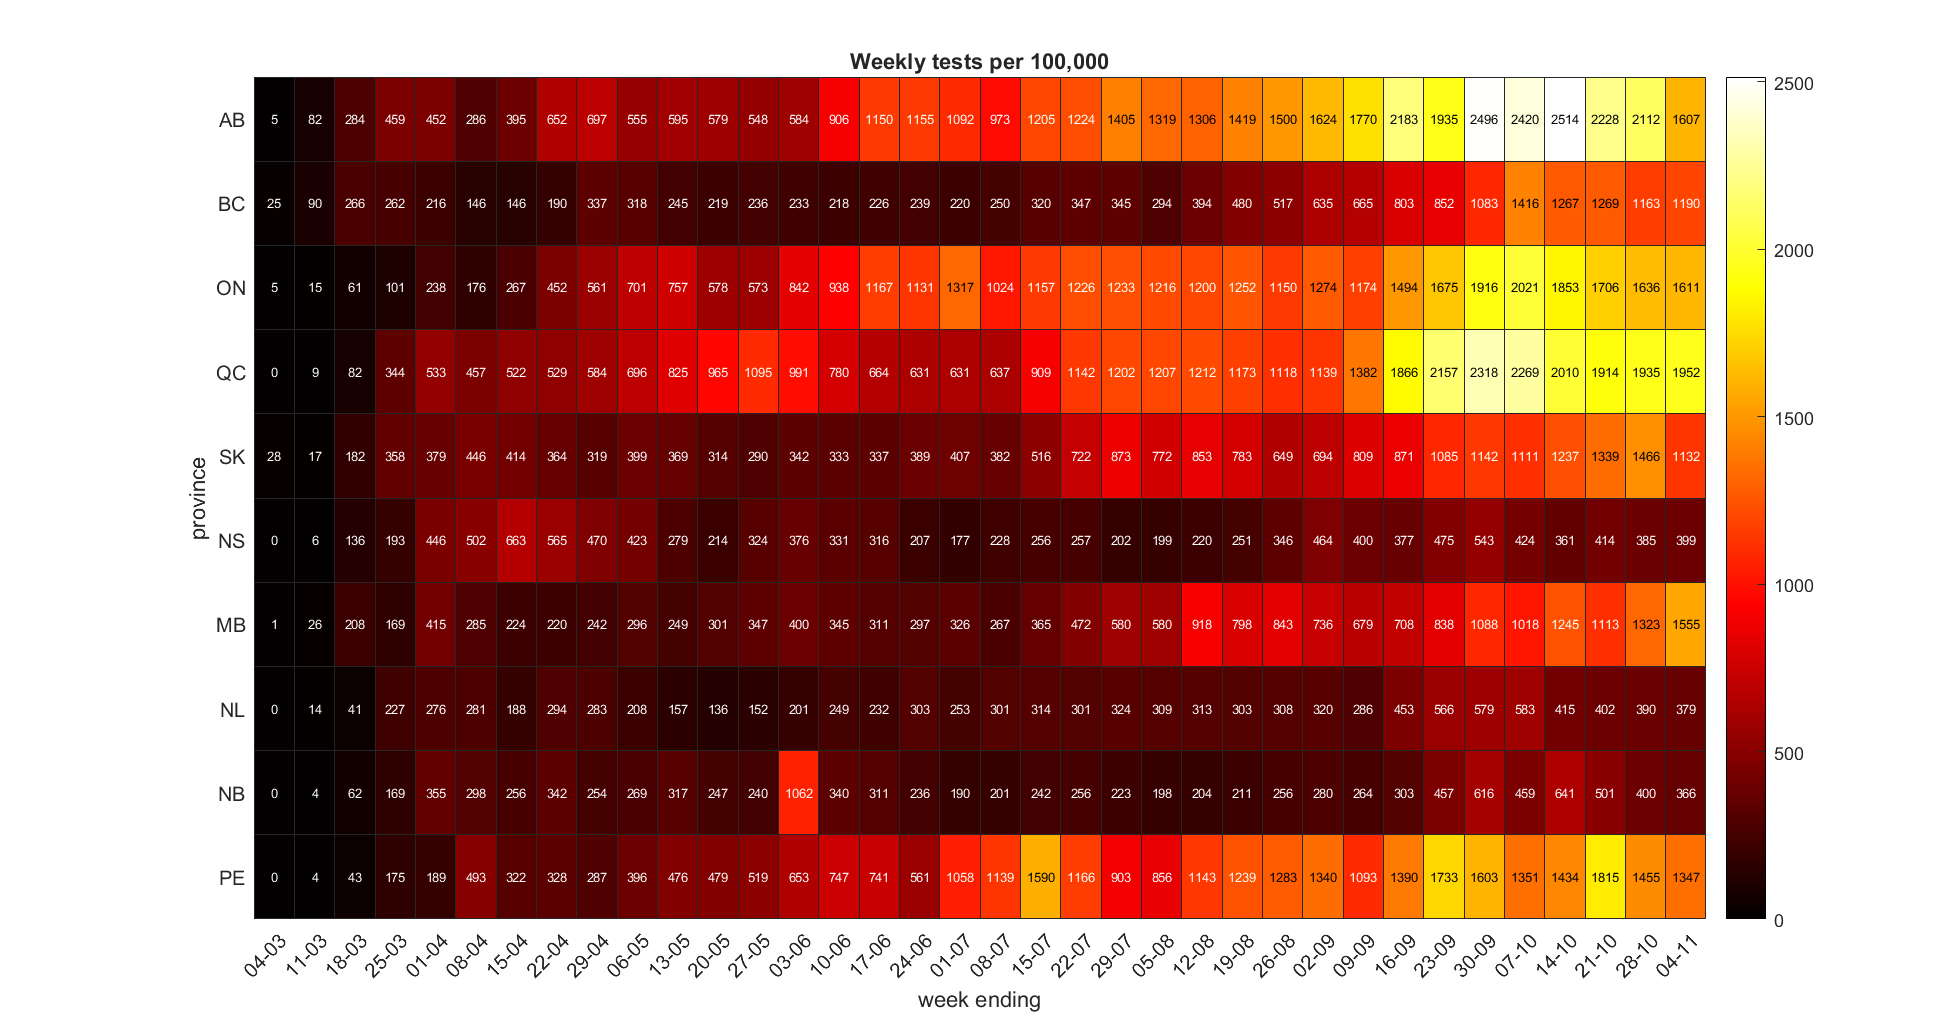 Weekly tests per 100,000
AB 5 82 284 459 452 286 395 652 697 555 595 579 548 584 906 1150 1155 1092 973 1205 1224 1405 1319 1306 1419 1500 1624 1770 2183 1935 2496 2420 2514 2228 2112 1607
BC 25 90 266 262 216 146 146 190 337 318 245 219 236 233 218 226 239 220 250 320 347 345 294 394 480 517 635 665 803 852 1083 1416 1267 1269 1163 1190
ON 5 15 61 101 238 176 267 452 561 701 757 578 573 842 938 1167 1131 1317 1024 1157 1226 1233 1216 1200 1252 1150 1274 1174 1494 1675 1916 2021 1853 1706 1636 1611
QC 0 9 82 344 533 457 522 529 584 696 825 965 1095 991 780 664 631 631 637 909 1142 1202 1207 1212 1173 1118 1139 1382 1866 2157 2318 2269 2010 1914 1935 1952
SK 28 17 182 358 379 446 414 364 319 399 369 314 290 342 333 337 389 407 382 516 722 873 772 853 783 649 694 809 871 1085 1142 1111 1237 1339 1466 1132
NS 0 6 136 193 446 502 663 565 470 423 279 214 324 376 331 316 207 177 228 256 257 202 199 220 251 346 464 400 377 475 543 424 361 414 385 399
MB 1 26 208 169 415 285 224 220 242 296 249 301 347 400 345 311 297 326 267 365 472 580 580 918 798 843 736 679 708 838 1088 1018 1245 1113 1323 1555
NL 0 14 41 227 276 281 188 294 283 208 157 136 152 201 249 232 303 253 301 314 301 324 309 313 303 308 320 286 453 566 579 583 415 402 390 379
NB 0 4 62 169 355 298 256 342 254 269 317 247 240 1062 340 311 236 190 201 242 256 223 198 204 211 256 280 264 303 457 616 459 641 501 400 366
PE 0 4 43 175 189 493 322 328 287 396 476 479 519 653 747 741 561 1058 1139 1590 1166 903 856 1143 1239 1283 1340 1093 1390 1733 1603 1351 1434 1815 1455 1347
04-03 11-03 18-03 25-03 01-04 08-04 15-04 22-04 29-04 06-05 13-05 20-05 27-05 03-06 10-06 17-06 24-06 01-07 08-07 15-07 22-07 29-07 05-08 12-08 19-08 26-08 02-09 09-09 16-09 23-09 30-09 07-10 14-10 21-10 28-10 04-11
week ending
province
2500
2000
1500
1000
500
0